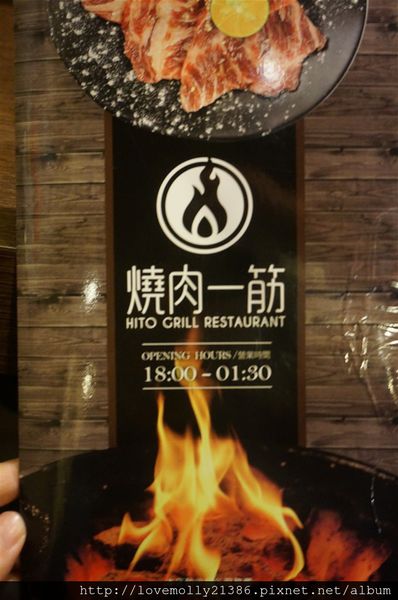 燒肉一筋
HITO GRILL RESTAURANT
OPENING HOURS/營業時間
18:00 - 01:30
http://lovemolly21386.pixnet.net/album